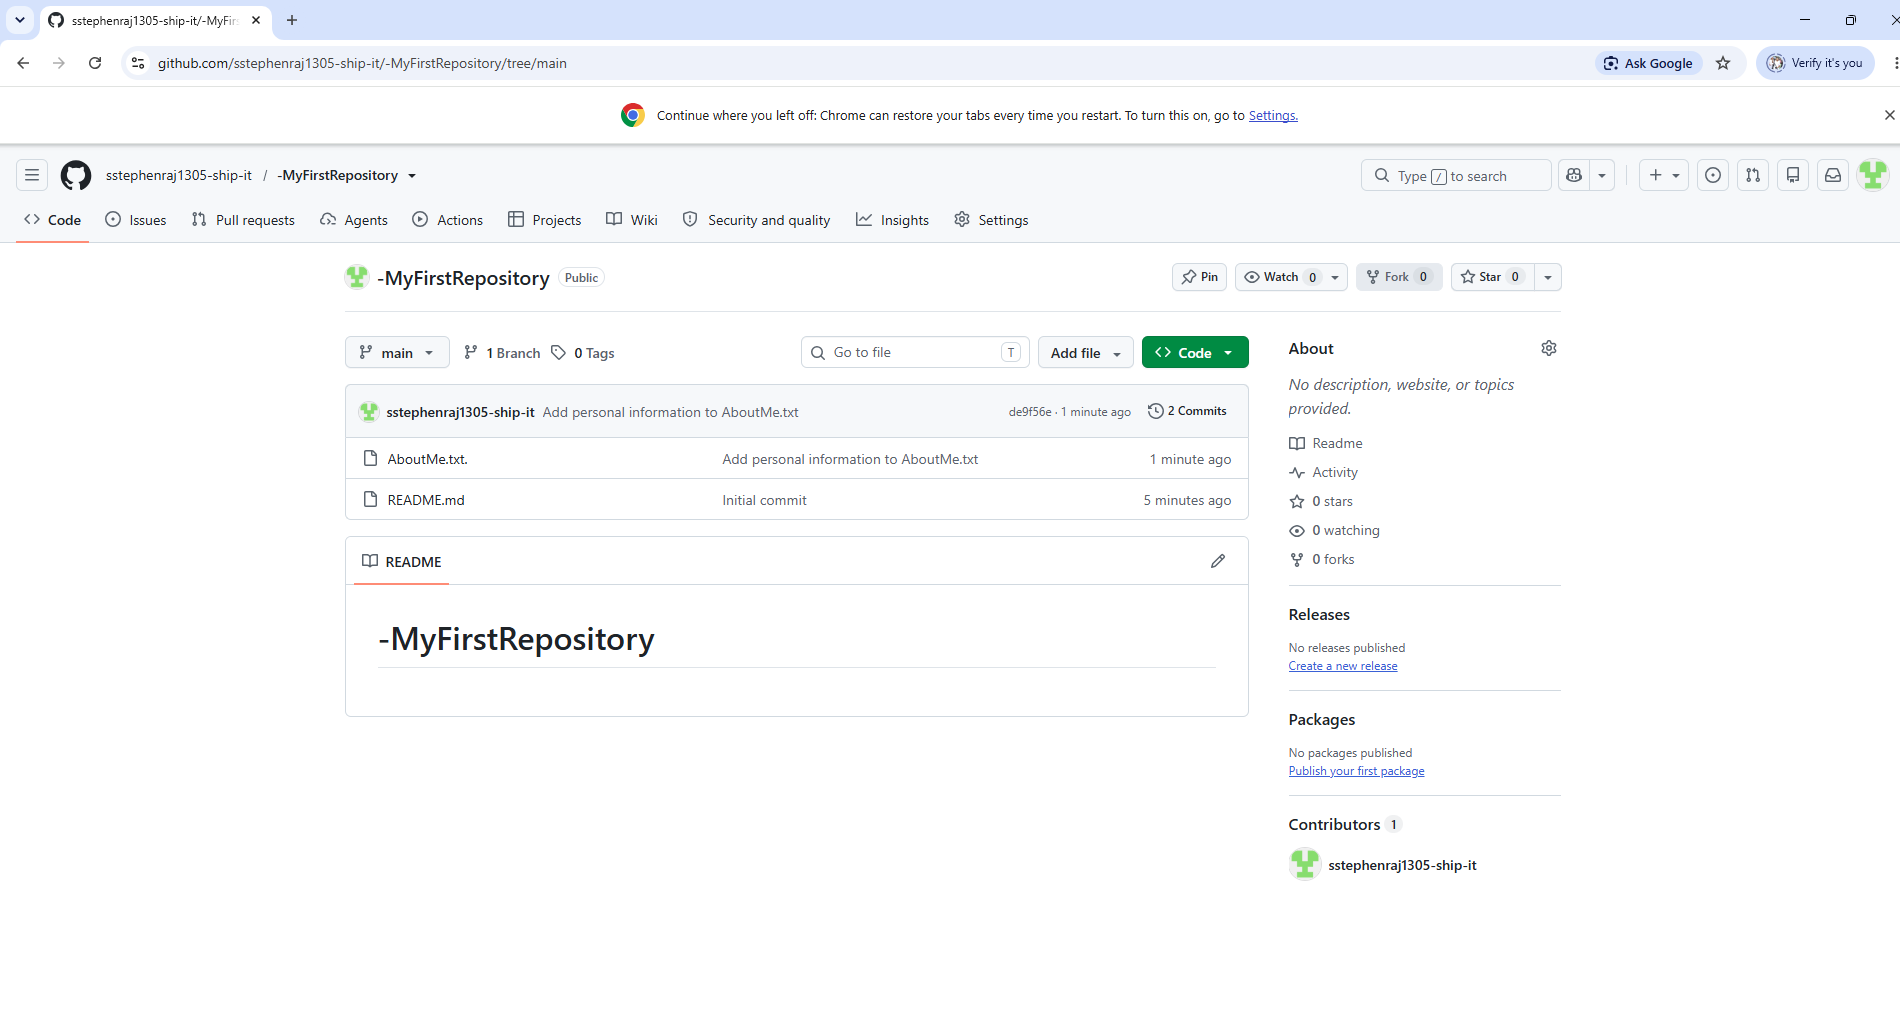 sstephenraj1305-ship-it/-MyFirs
github.com/sstephenraj1305-ship-it/-MyFirstRepository/tree/main
Ask Google
Verify it's you
Continue where you left off: Chrome can restore your tabs every time you restart. To turn this on, go to Settings.
sstephenraj1305-ship-it / -MyFirstRepository
Type / to search
Code Issues Pull requests Agents Actions Projects Wiki Security and quality Insights Settings
-MyFirstRepository Public
Pin Watch 0 Fork 0 Star 0
main 1 Branch 0 Tags
Go to file T Add file Code
sstephenraj1305-ship-it Add personal information to AboutMe.txt de9f56e · 1 minute ago 2 Commits
AboutMe.txt. Add personal information to AboutMe.txt 1 minute ago
README.md Initial commit 5 minutes ago
README
-MyFirstRepository
About
No description, website, or topics
provided.
Readme
Activity
0 stars
0 watching
0 forks
Releases
No releases published
Create a new release
Packages
No packages published
Publish your first package
Contributors 1
sstephenraj1305-ship-it